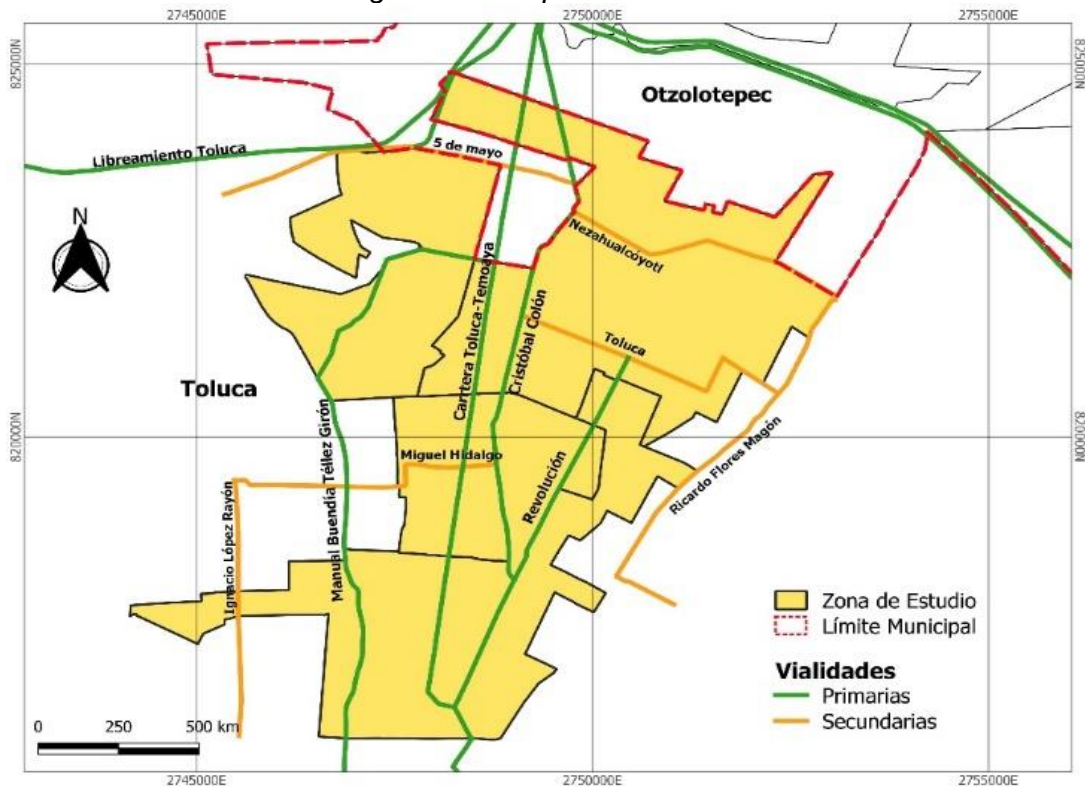 2745000E
2750000E
2755000E
825000N
825000N
Otzolotepec
5 de mayo
Libreamiento Toluca
N
Nezahualcóyotl
Carrtera Toluca-Temoaya
Cristóbal Colón
Toluca
Toluca
820000N
820000N
Manual Buendía Téllez Girón
Miguel Hidalgo
Revolución
Ricardo Flores Magón
Ignacio López Rayón
Zona de Estudio
Límite Municipal
Vialidades
Primarias
Secundarias
0 250 500 km
2745000E
2750000E
2755000E